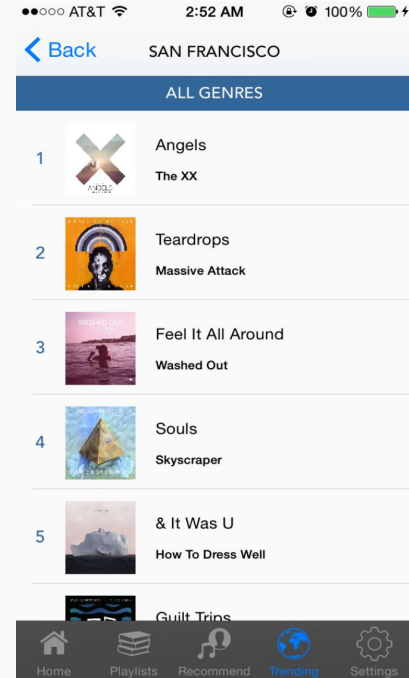 AT&T 2:52 AM 100%
Back SAN FRANCISCO
ALL GENRES
1
Angels
The XX
ANGELS
2
Teardrops
Massive Attack
3
WASHED OUT
Feel It All Around
Washed Out
4
Souls
Skyscraper
5
& It Was U
How To Dress Well
Guilt Trips
Home Playlists Recommend Trending Settings